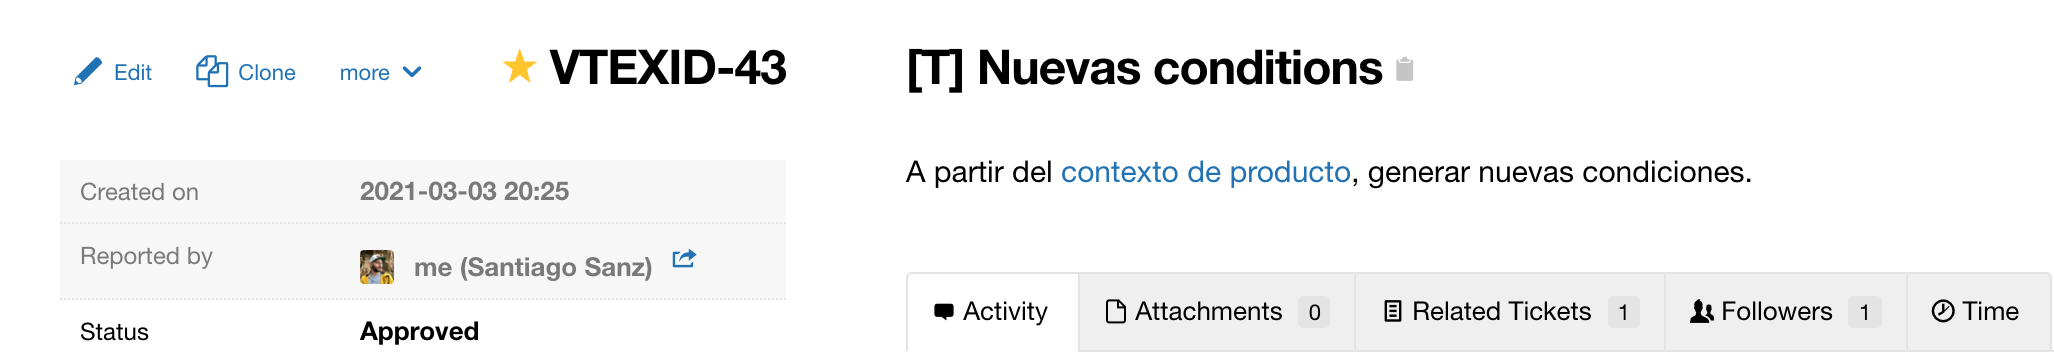 Edit Clone more VTEXID-43 [T] Nuevas conditions
A partir del contexto de producto, generar nuevas condiciones.
Created on 2021-03-03 20:25
Reported by me (Santiago Sanz)
Status Approved
Activity Attachments 0 Related Tickets 1 Followers 1 Time